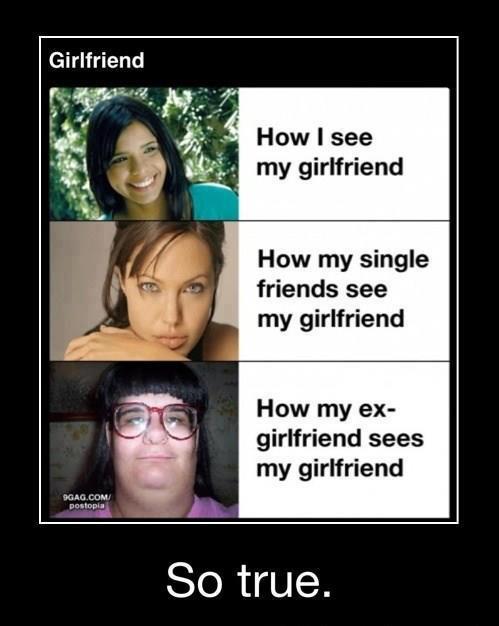 Girlfriend
How I see
my girlfriend
How my single
friends see
my girlfriend
How my ex-
girlfriend sees
my girlfriend
9GAG.COM/
postopia
So true.